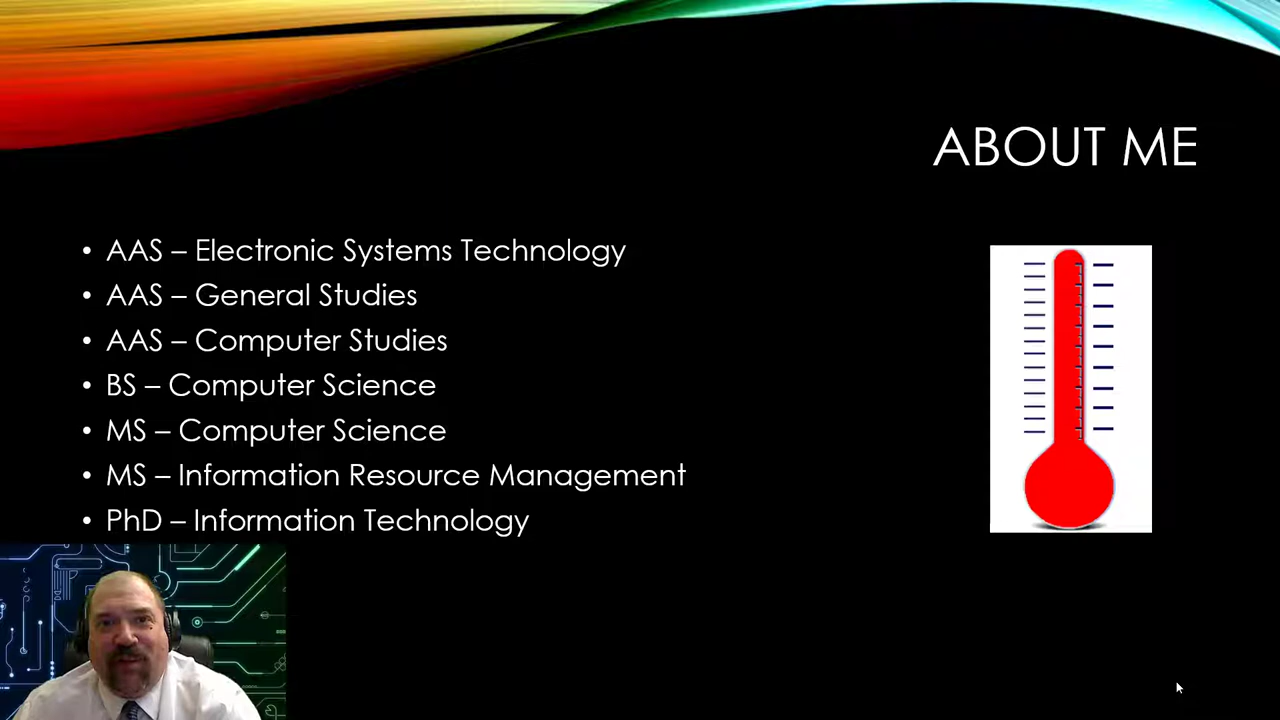 ABOUT ME
• AAS – Electronic Systems Technology
• AAS – General Studies
• AAS – Computer Studies
• BS – Computer Science
• MS – Computer Science
• MS – Information Resource Management
• PhD – Information Technology